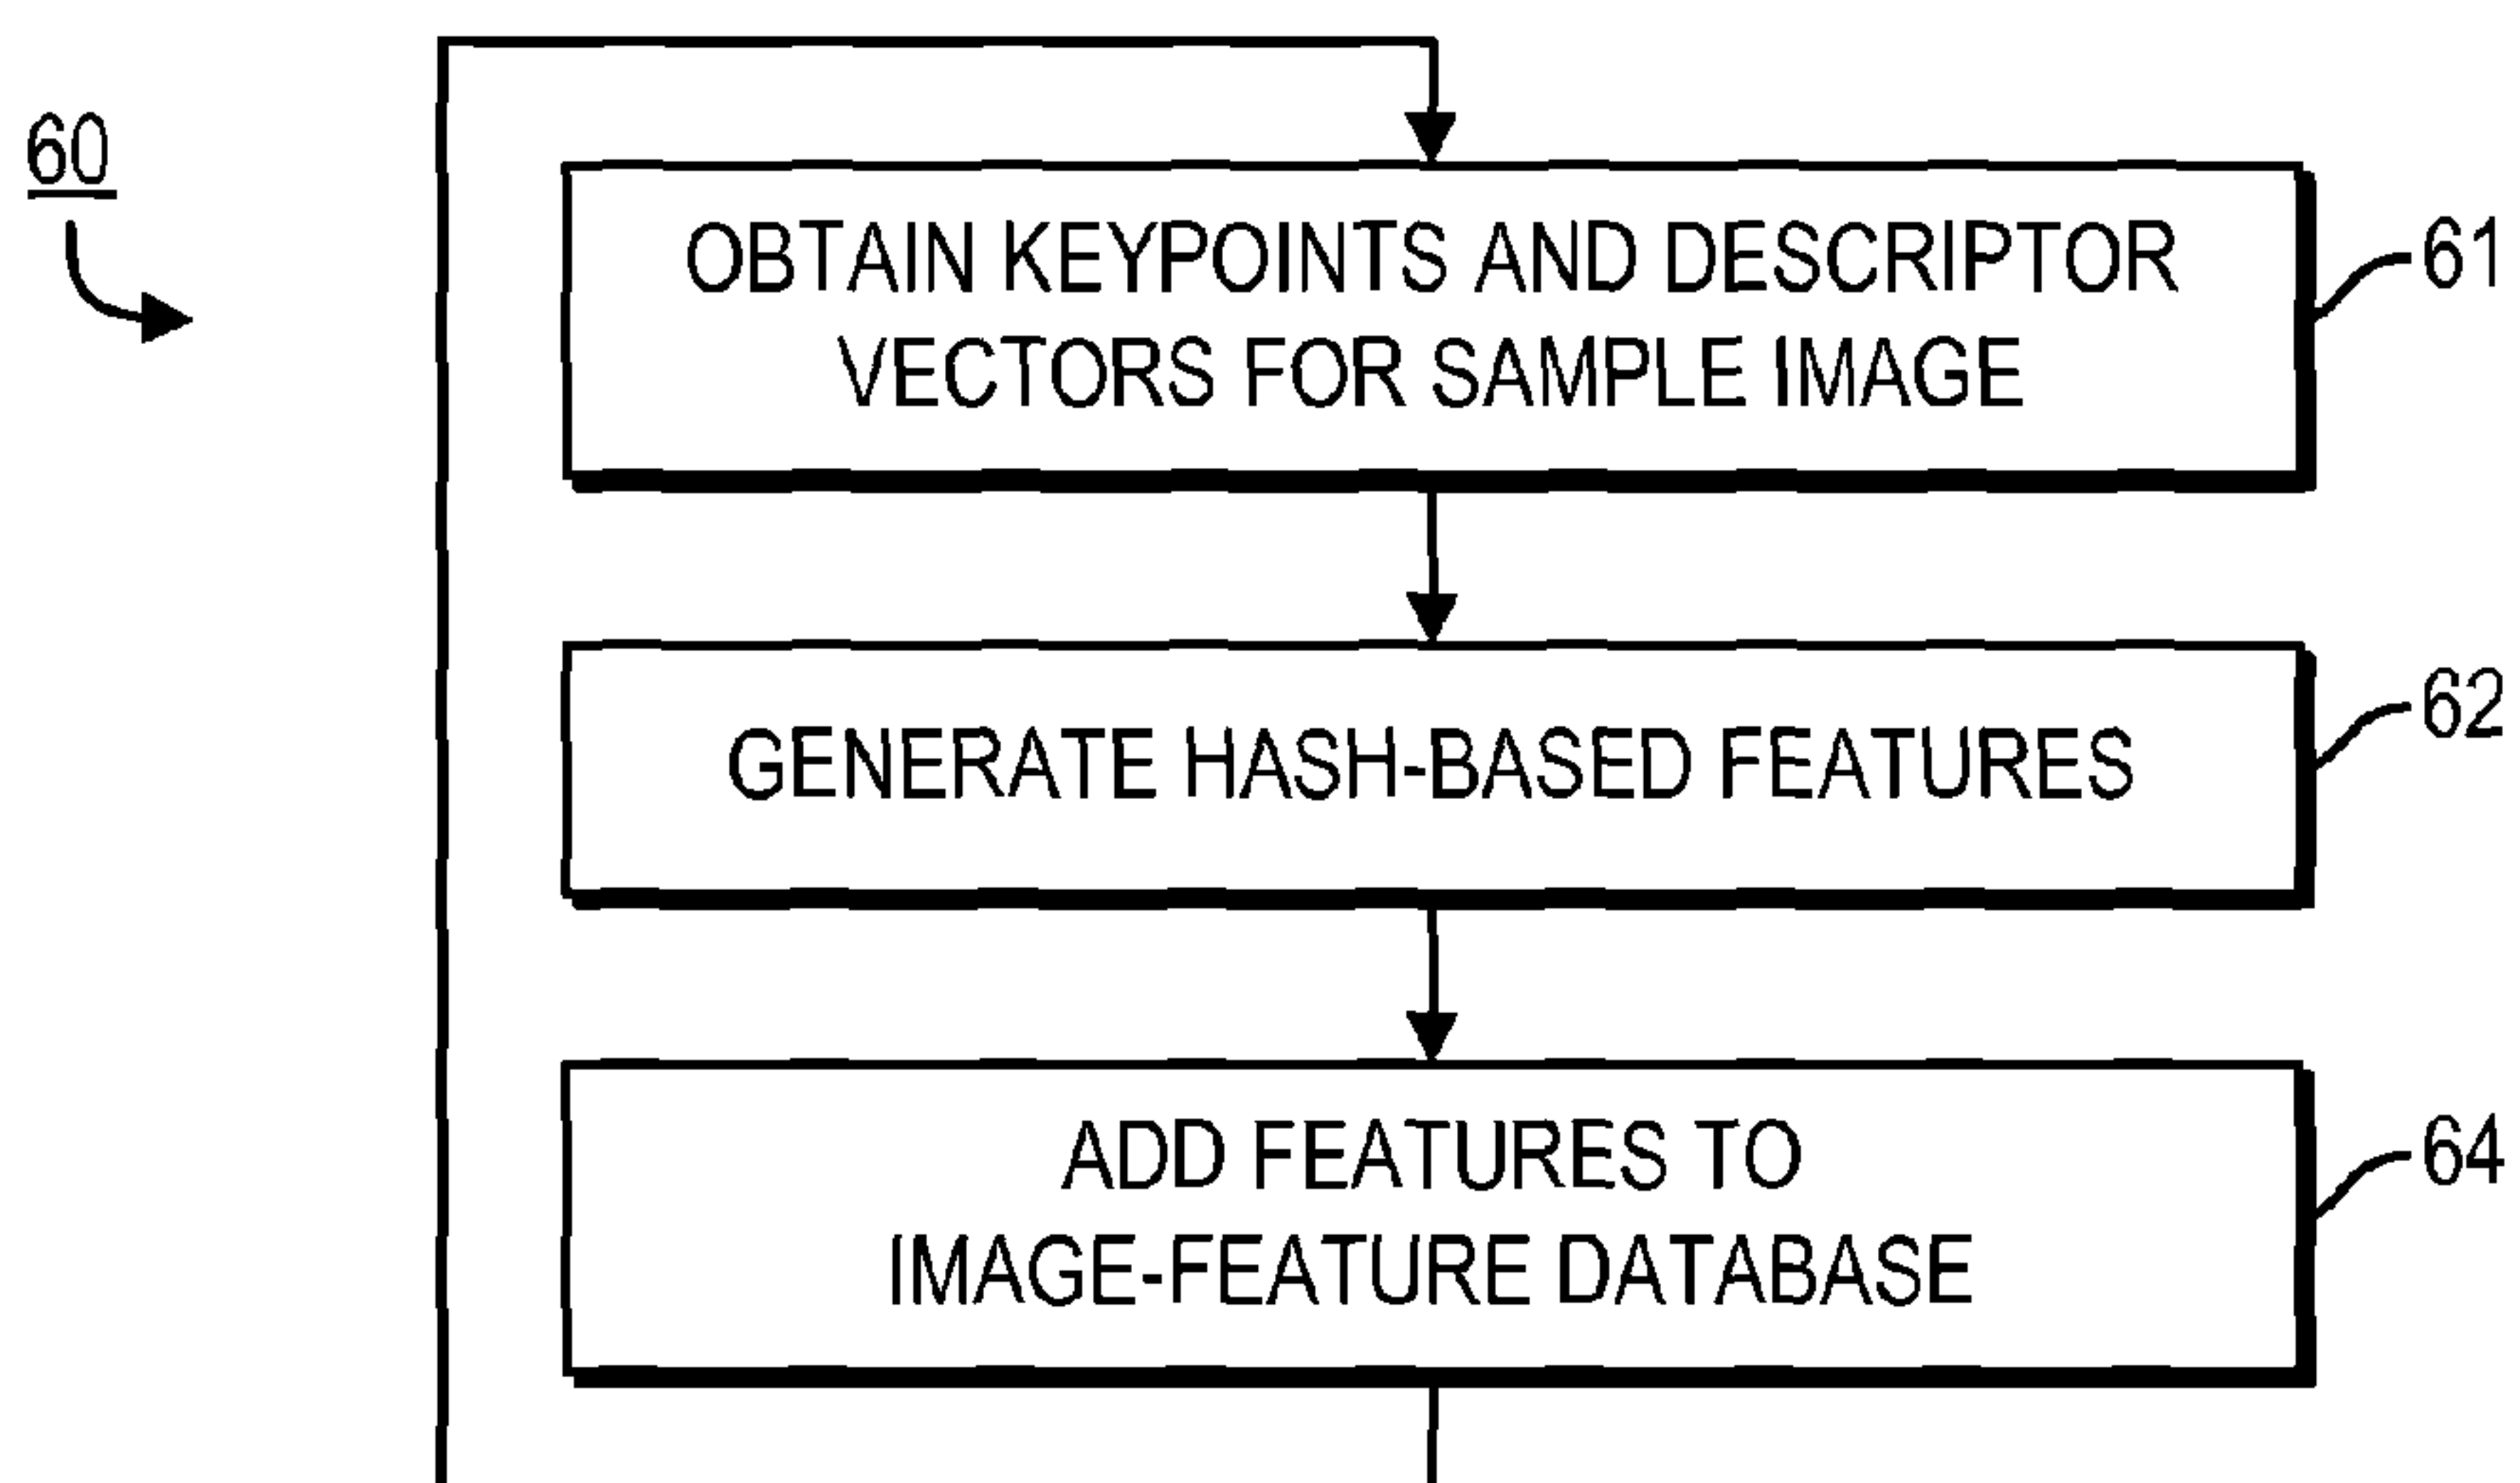 60
OBTAIN KEYPOINTS AND DESCRIPTOR
VECTORS FOR SAMPLE IMAGE
61
GENERATE HASH-BASED FEATURES
62
ADD FEATURES TO
IMAGE-FEATURE DATABASE
64